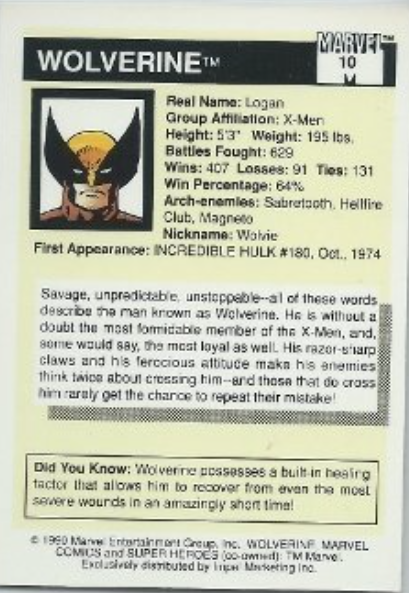 MARVEL™
WOLVERINE™
10
M
Real Name: Logan
Group Affiliation: X-Men
Height: 5'3" Weight: 195 lbs.
Battles Fought: 629
Wins: 407 Losses: 91 Ties: 131
Win Percentage: 64%
Arch-enemies: Sabretooth, Hellfire
Club, Magneto
Nickname: Wolvie
First Appearance: INCREDIBLE HULK #180, Oct., 1974
Savage, unpredictable, unstoppable--all of these words
describe the man known as Wolverine. He is without a
doubt the most formidable member of the X-Men, and,
some would say, the most loyal as well. His razor-sharp
claws and his ferocious attitude make his enemies
think twice about crossing him--and those that do cross
him rarely get the chance to repeat their mistake!
Did You Know: Wolverine possesses a built-in healing
factor that allows him to recover from even the most
severe wounds in an amazingly short time!
© 1990 Marvel Entertainment Group, Inc. WOLVERINE, MARVEL
COMICS and SUPER HEROES (co-owned): TM Marvel.
Exclusively distributed by Impel Marketing Inc.